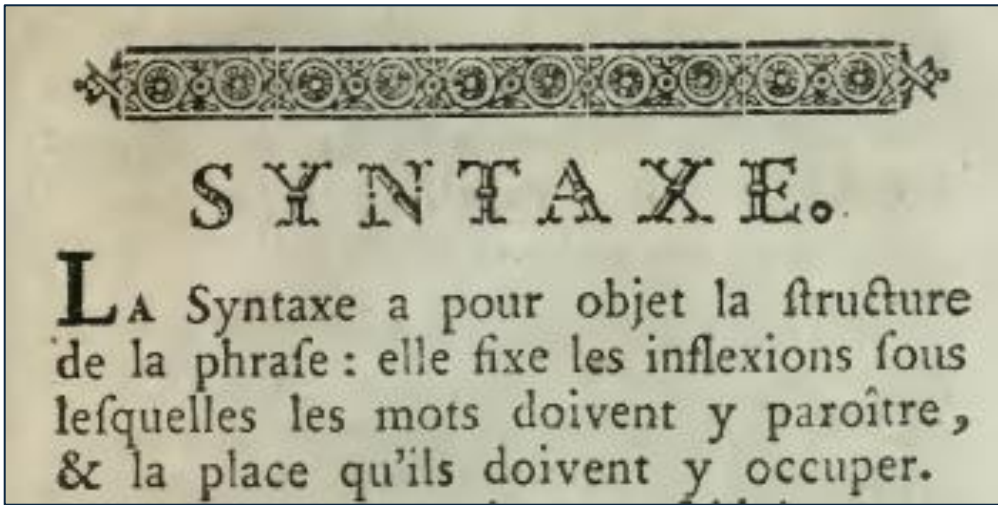 SYNTAXE.
LA Syntaxe a pour objet la ſtructure
de la phraſe : elle fixe les inflexions ſous
leſquelles les mots doivent y paroître,
& la place qu'ils doivent y occuper.